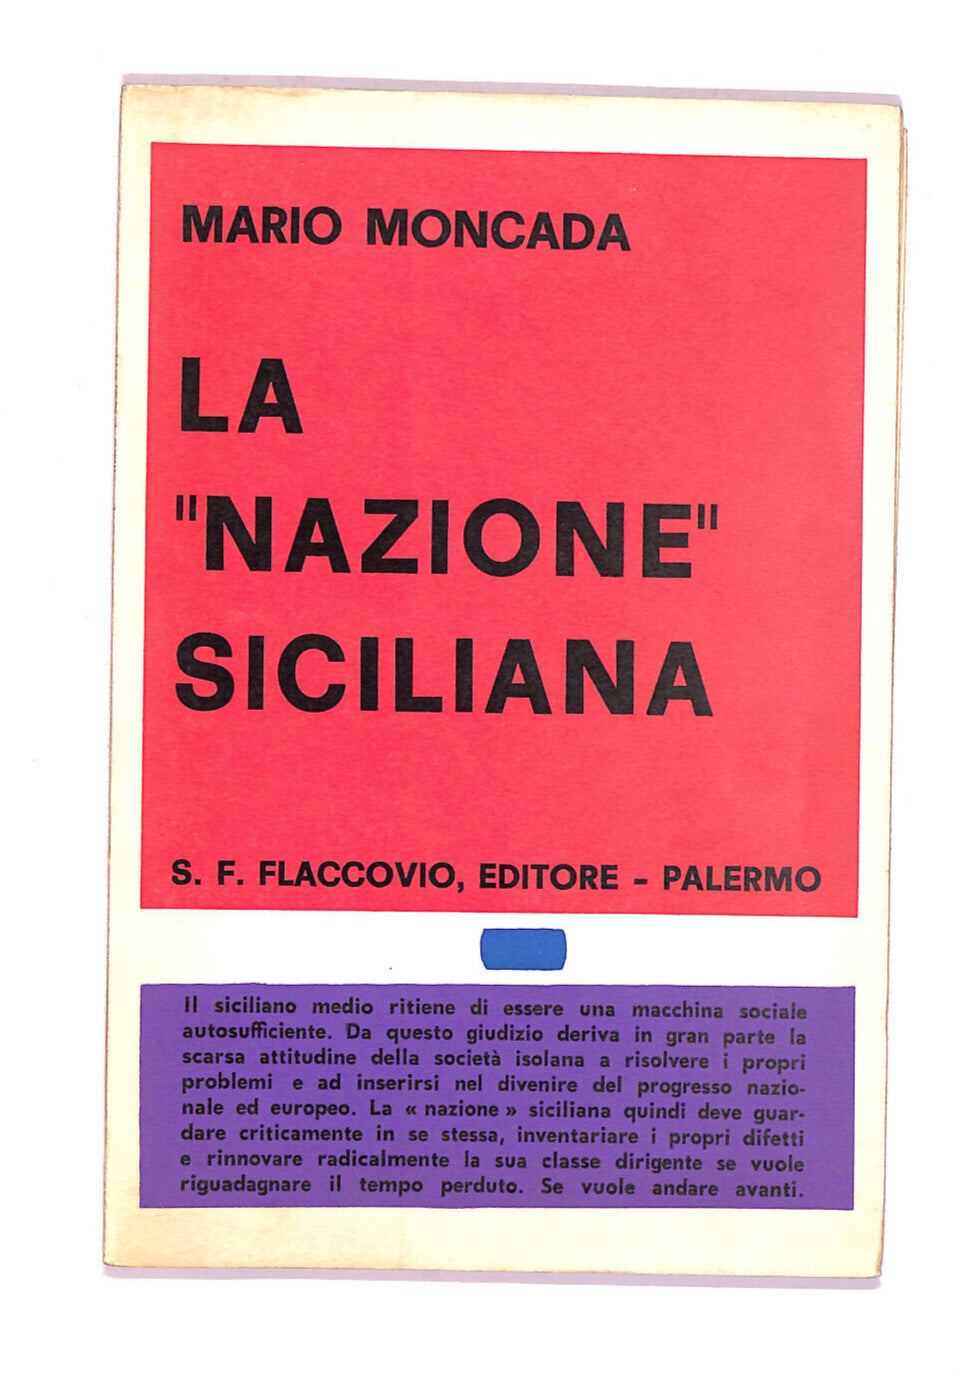 MARIO MONCADA
LA
"NAZIONE"
SICILIANA
S. F. FLACCOVIO, EDITORE - PALERMO
Il siciliano medio ritiene di essere una macchina sociale
autosufficiente. Da questo giudizio deriva in gran parte la
scarsa attitudine della società isolana a risolvere i propri
problemi e ad inserirsi nel divenire del progresso nazio-
nale ed europeo. La « nazione » siciliana quindi deve guar-
dare criticamente in se stessa, inventariare i propri difetti
e rinnovare radicalmente la sua classe dirigente se vuole
riguadagnare il tempo perduto. Se vuole andare avanti.